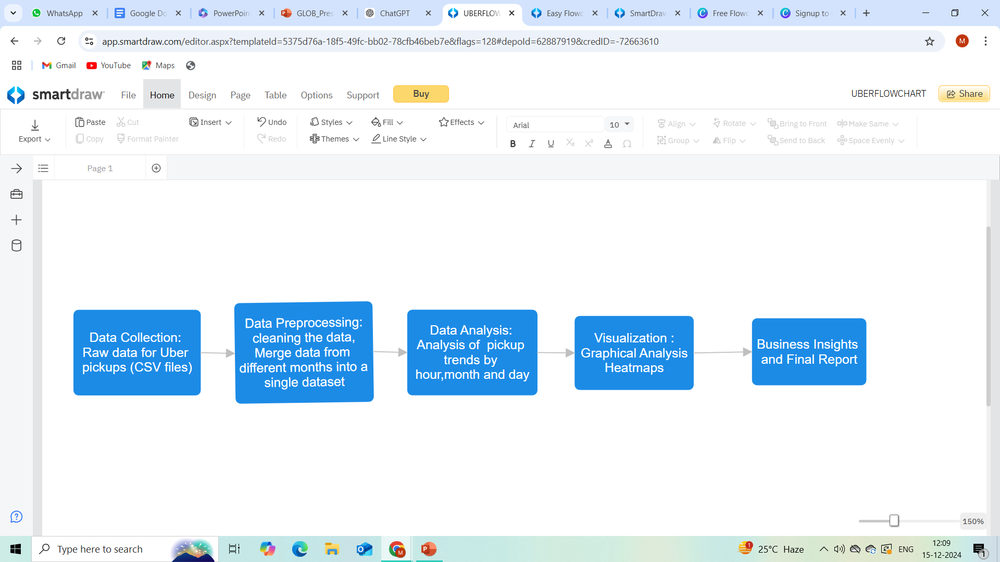 WhatsApp
Google Do
PowerPoin
GLOB_Pres
ChatGPT
UBERFLOW
Easy Flowc
SmartDraw
Free Flowc
Signup to
app.smartdraw.com/editor.aspx?templateId=5375d76a-18f5-49fc-bb02-78cfb46beb7e&flags=128#depoId=62887919&credID=-72663610
M
Gmail
YouTube
Maps
smartdraw
File
Home
Design
Page
Table
Options
Support
Buy
UBERFLOWCHART
Share
Export
Paste
Cut
Copy
Format Painter
Insert
Undo
Redo
Styles
Themes
Fill
Line Style
Effects
Arial
10
B I U X₂ X² A Ω
Align
Rotate
Bring to Front
Make Same
Group
Flip
Send to Back
Space Evenly
Page 1
Data Collection:
Raw data for Uber
pickups (CSV files)
Data Preprocessing:
cleaning the data,
Merge data from
different months into a
single dataset
Data Analysis:
Analysis of  pickup
trends by
hour,month and day
Visualization :
Graphical Analysis
Heatmaps
Business Insights
and Final Report
150%
Type here to search
M
1
25°C Haze
ENG
12:09
15-12-2024
1